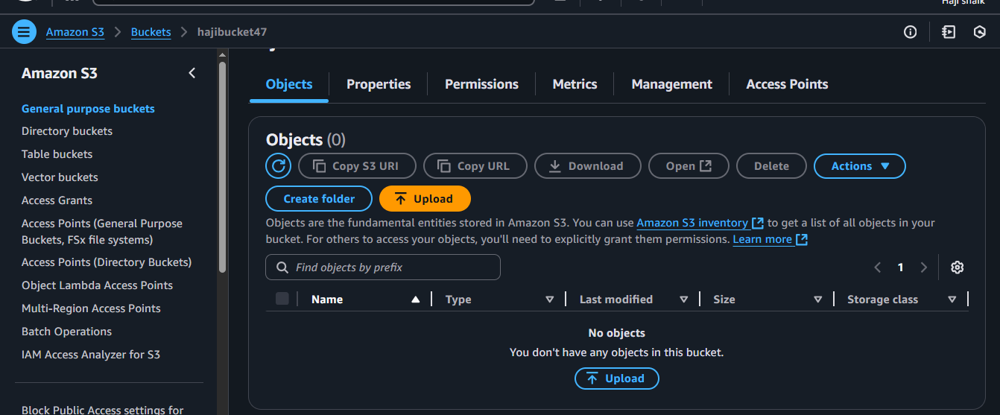 Haji shaik
Amazon S3
Buckets
hajibucket47
Amazon S3
General purpose buckets
Directory buckets
Table buckets
Vector buckets
Access Grants
Access Points (General Purpose
Buckets, FSx file systems)
Access Points (Directory Buckets)
Object Lambda Access Points
Multi-Region Access Points
Batch Operations
IAM Access Analyzer for S3
Block Public Access settings for
Objects
Properties
Permissions
Metrics
Management
Access Points
Objects (0)
Copy S3 URI
Copy URL
Download
Open
Delete
Actions
Create folder
Upload
Objects are the fundamental entities stored in Amazon S3. You can use Amazon S3 inventory to get a list of all objects in your
bucket. For others to access your objects, you'll need to explicitly grant them permissions. Learn more
Find objects by prefix
1
Name
Type
Last modified
Size
Storage class
No objects
You don't have any objects in this bucket.
Upload